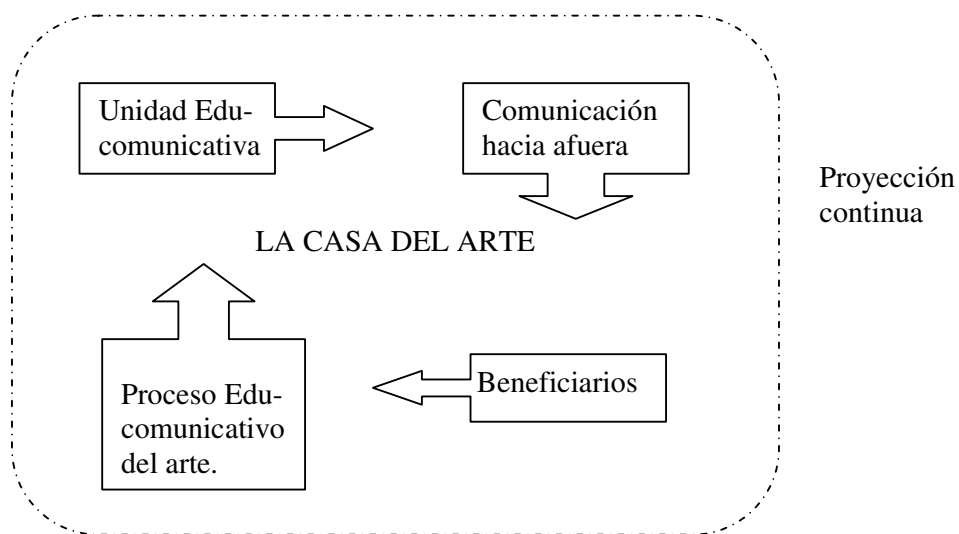 Unidad Edu-
comunicativa
Comunicación
hacia afuera
Proyección
continua
LA CASA DEL ARTE
Proceso Edu-
comunicativo
del arte.
Beneficiarios